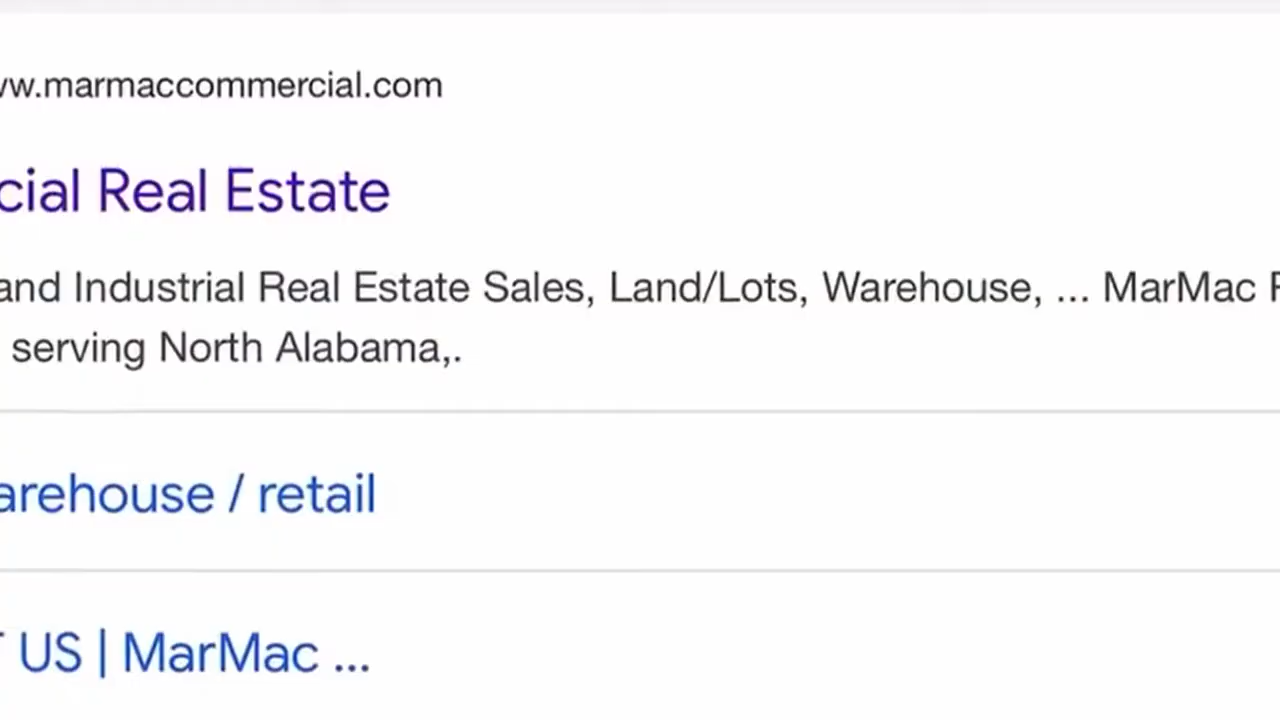 ww.marmaccommercial.com
cial Real Estate
and Industrial Real Estate Sales, Land/Lots, Warehouse, ... MarMac
serving North Alabama,.
arehouse / retail
US | MarMac ...